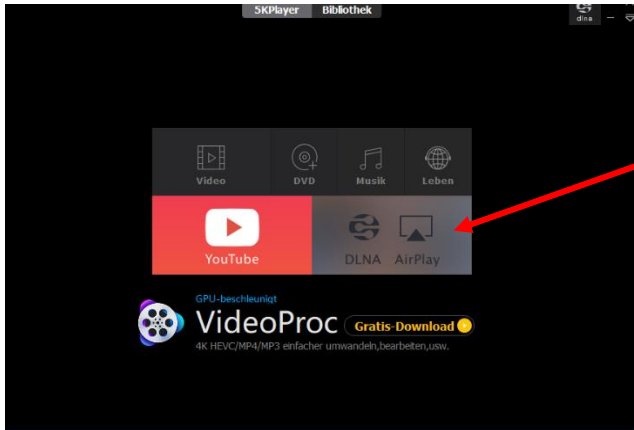 5KPlayer Bibliothek
dlna
Video DVD Musik Leben
YouTube DLNA AirPlay
GPU-beschleunigt
VideoProc Gratis-Download
4K HEVC/MP4/MP3 einfacher umwandeln,bearbeiten,usw.